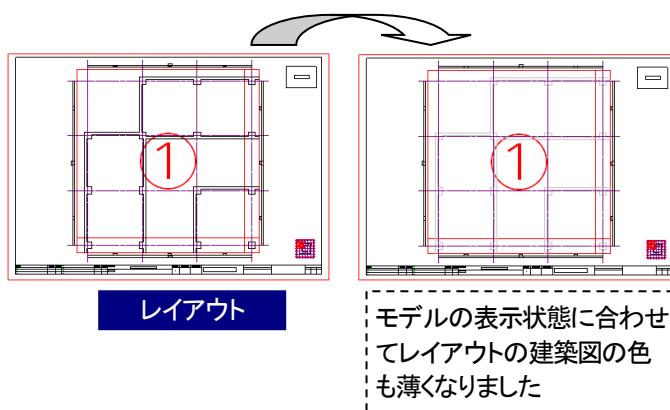 1
1
レイアウト
モデルの表示状態に合わせ
てレイアウトの建築図の色
も薄くなりました